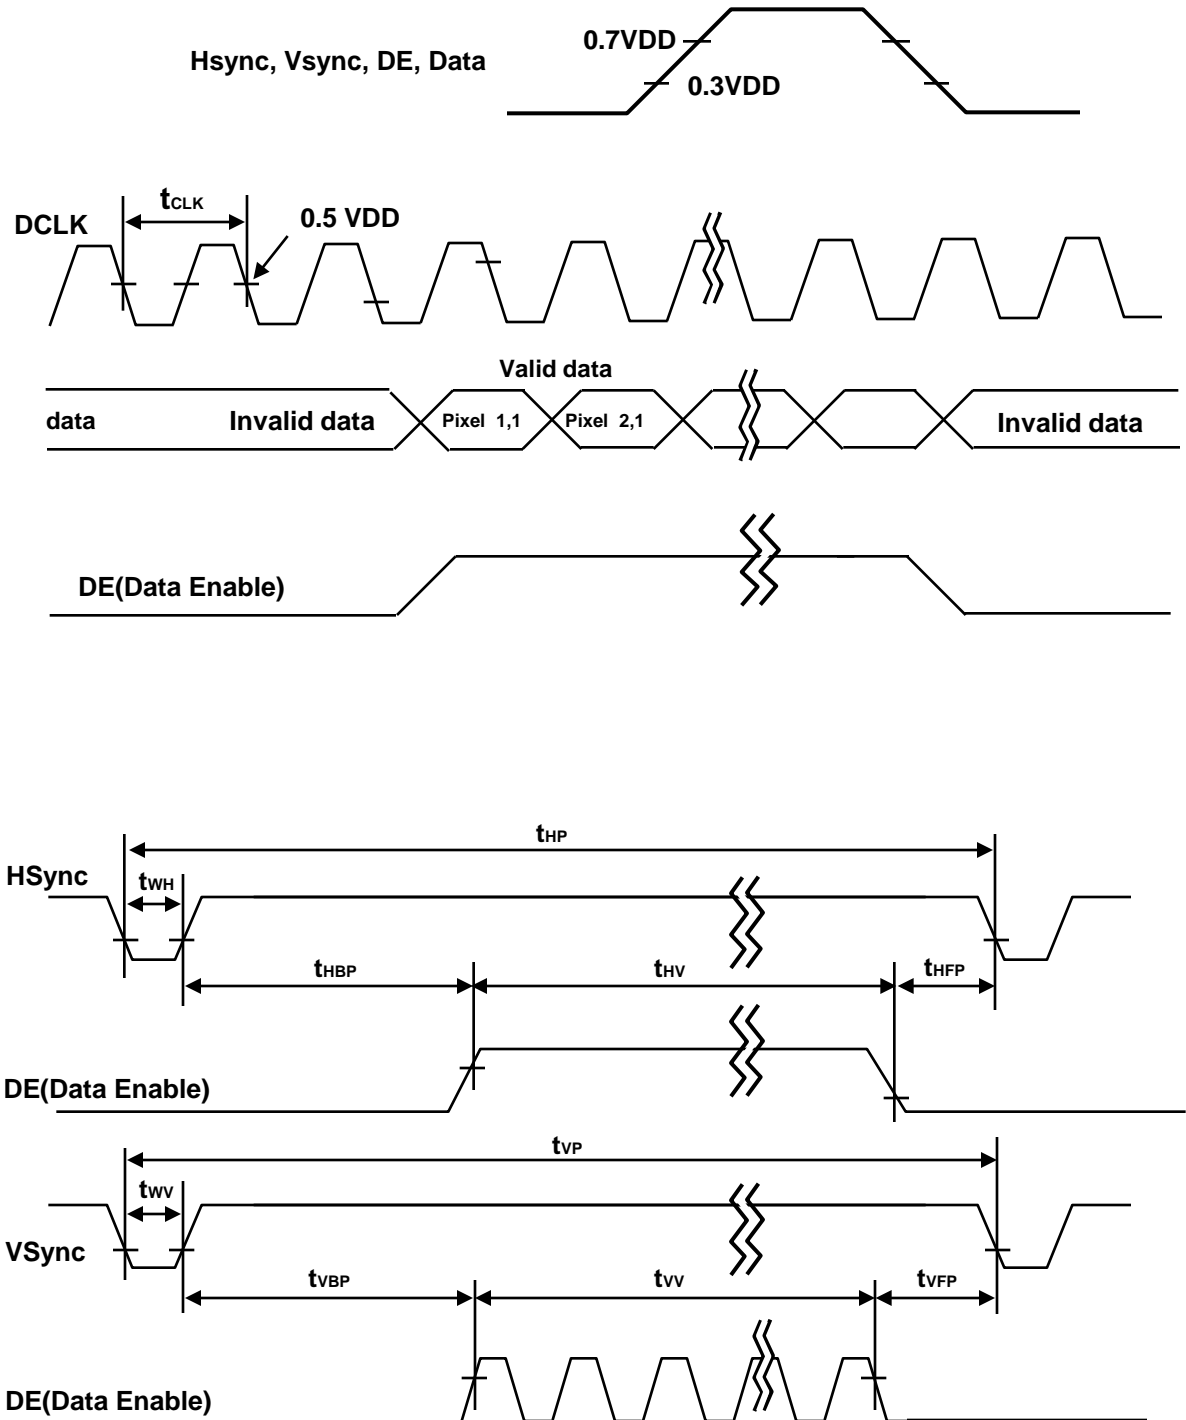 0.7VDD
Hsync, Vsync, DE, Data
0.3VDD
tCLK
DCLK
0.5 VDD
Valid data
data
Invalid data
Pixel 1,1
Pixel 2,1
Invalid data
DE(Data Enable)
tHP
HSync
tWH
tHBP
tHV
tHFP
DE(Data Enable)
tVP
tWV
VSync
tVBP
tVV
tVFP
DE(Data Enable)